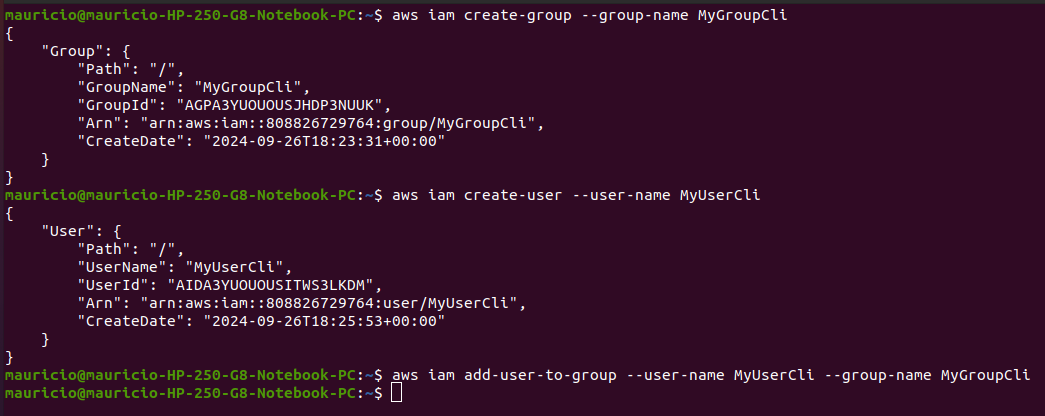 mauricio@mauricio-HP-250-G8-Notebook-PC:~$ aws iam create-group --group-name MyGroupCli
{
    "Group": {
        "Path": "/",
        "GroupName": "MyGroupCli",
        "GroupId": "AGPA3YUOUOUSJHDP3NUUK",
        "Arn": "arn:aws:iam::808826729764:group/MyGroupCli",
        "CreateDate": "2024-09-26T18:23:31+00:00"
    }
}
mauricio@mauricio-HP-250-G8-Notebook-PC:~$ aws iam create-user --user-name MyUserCli
{
    "User": {
        "Path": "/",
        "UserName": "MyUserCli",
        "UserId": "AIDA3YUOUOUSITWS3LKDM",
        "Arn": "arn:aws:iam::808826729764:user/MyUserCli",
        "CreateDate": "2024-09-26T18:25:53+00:00"
    }
}
mauricio@mauricio-HP-250-G8-Notebook-PC:~$ aws iam add-user-to-group --user-name MyUserCli --group-name MyGroupCli
mauricio@mauricio-HP-250-G8-Notebook-PC:~$